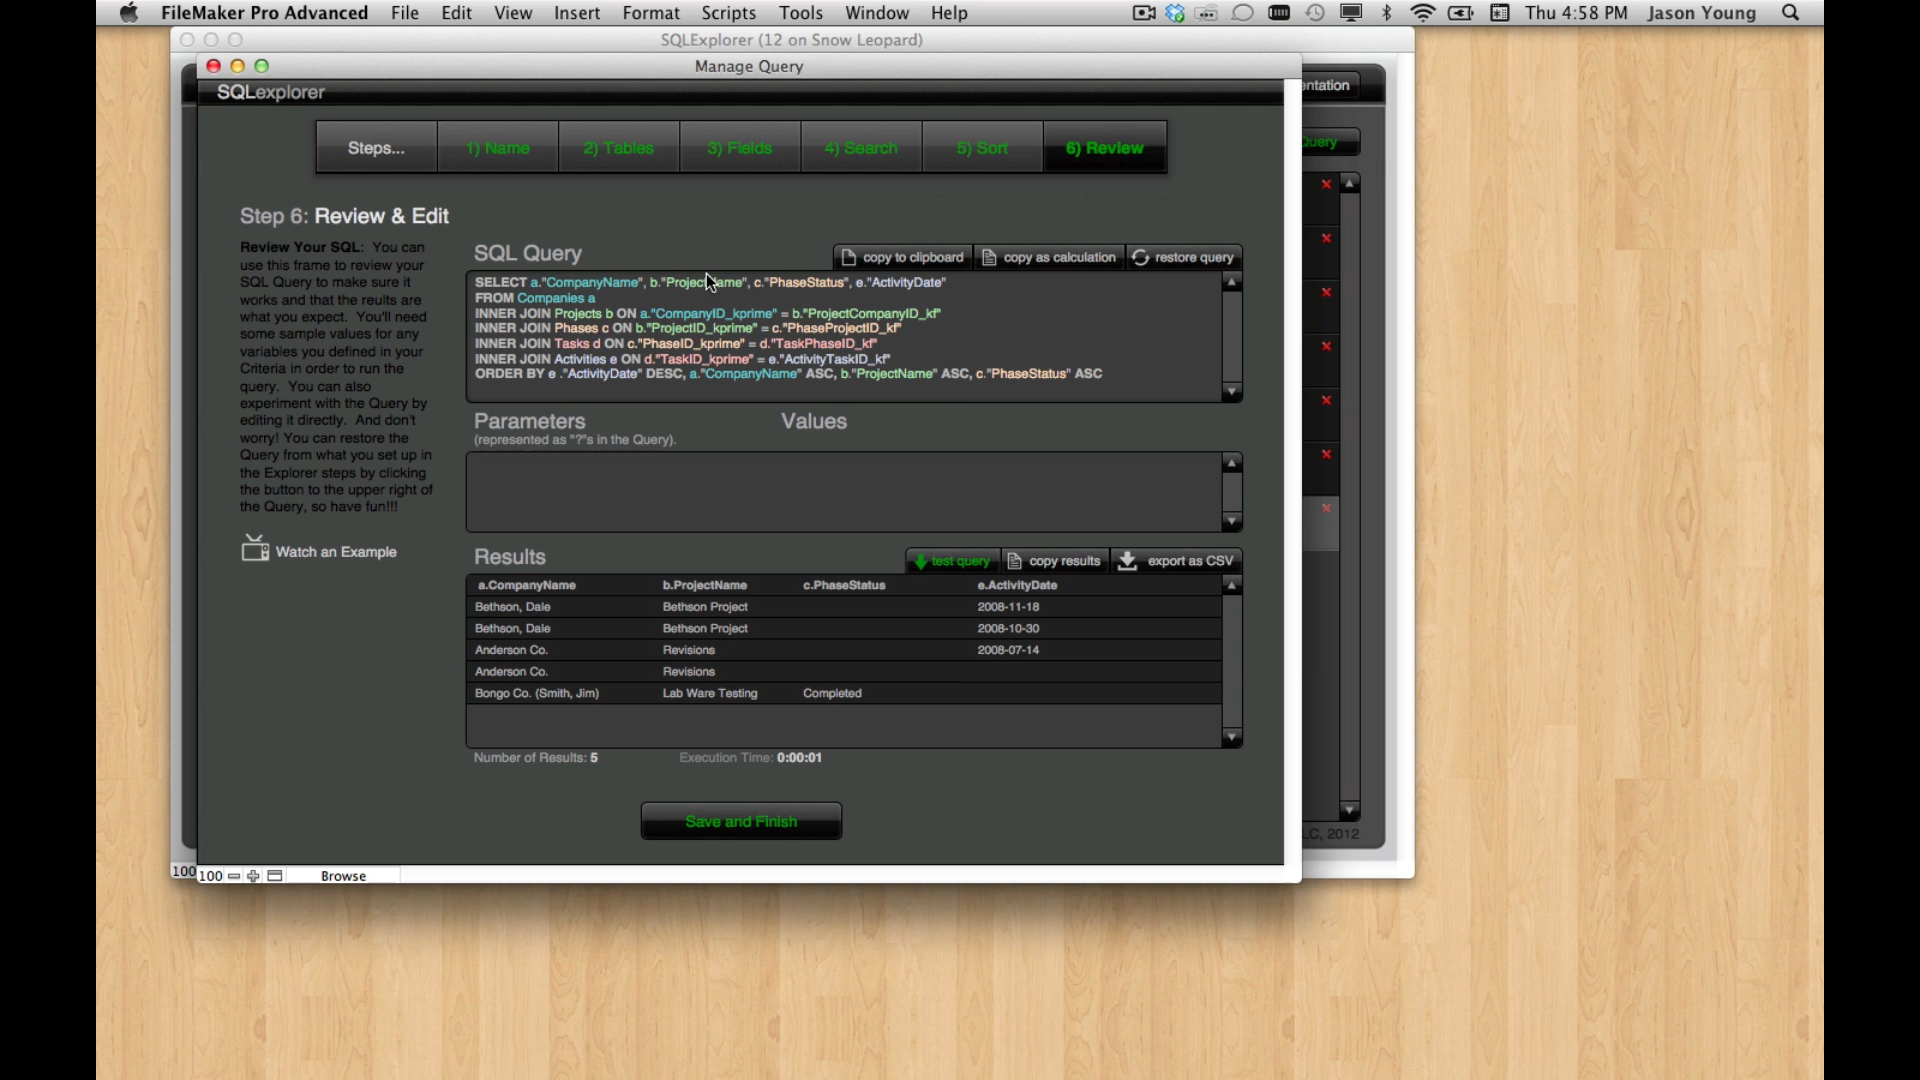 FileMaker Pro Advanced File Edit View Insert Format Scripts Tools Window Help Thu 4:58 PM Jason Young
SQLExplorer (12 on Snow Leopard)
Manage Query
SQLexplorer
entation
Steps... 1) Name 2) Tables 3) Fields 4) Search 5) Sort 6) Review
Query
Step 6: Review & Edit
Review Your SQL: You can
use this frame to review your
SQL Query to make sure it
works and that the reults are
what you expect. You'll need
some sample values for any
variables you defined in your
Criteria in order to run the
query. You can also
experiment with the Query by
editing it directly. And don't
worry! You can restore the
Query from what you set up in
the Explorer steps by clicking
the button to the upper right of
the Query, so have fun!!!
Watch an Example
SQL Query
copy to clipboard copy as calculation restore query
SELECT a."CompanyName", b."ProjectName", c."PhaseStatus", e."ActivityDate"
FROM Companies a
INNER JOIN Projects b ON a."CompanyID_kprime" = b."ProjectCompanyID_kf"
INNER JOIN Phases c ON b."ProjectID_kprime" = c."PhaseProjectID_kf"
INNER JOIN Tasks d ON c."PhaseID_kprime" = d."TaskPhaseID_kf"
INNER JOIN Activities e ON d."TaskID_kprime" = e."ActivityTaskID_kf"
ORDER BY e ."ActivityDate" DESC, a."CompanyName" ASC, b."ProjectName" ASC, c."PhaseStatus" ASC
Parameters Values
(represented as "?"s in the Query).
Results
test query copy results export as CSV
a.CompanyName b.ProjectName c.PhaseStatus e.ActivityDate
Bethson, Dale Bethson Project 2008-11-18
Bethson, Dale Bethson Project 2008-10-30
Anderson Co. Revisions 2008-07-14
Anderson Co. Revisions
Bongo Co. (Smith, Jim) Lab Ware Testing Completed
Number of Results: 5 Execution Time: 0:00:01
Save and Finish
LC, 2012
100
100 Browse